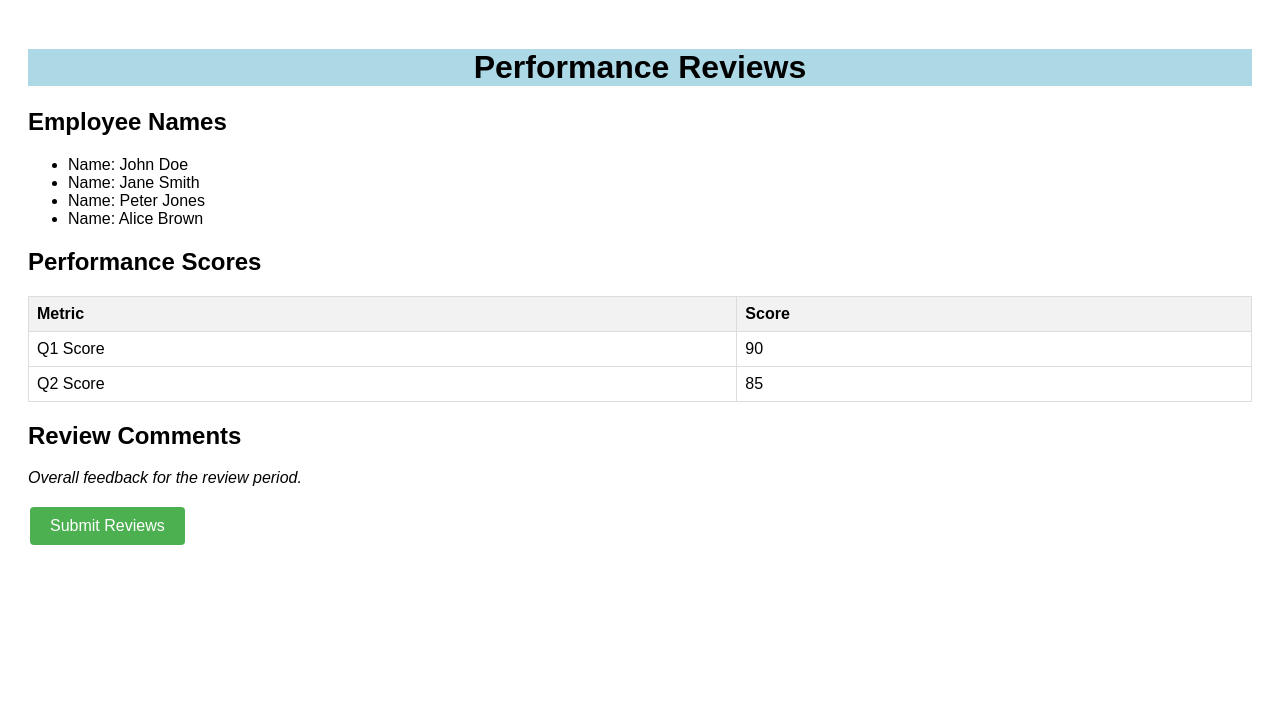 Performance Reviews
Employee Names
Name: John Doe
Name: Jane Smith
Name: Peter Jones
Name: Alice Brown
Performance Scores
Metric Score
Q1 Score 90
Q2 Score 85
Review Comments
Overall feedback for the review period.
Submit Reviews